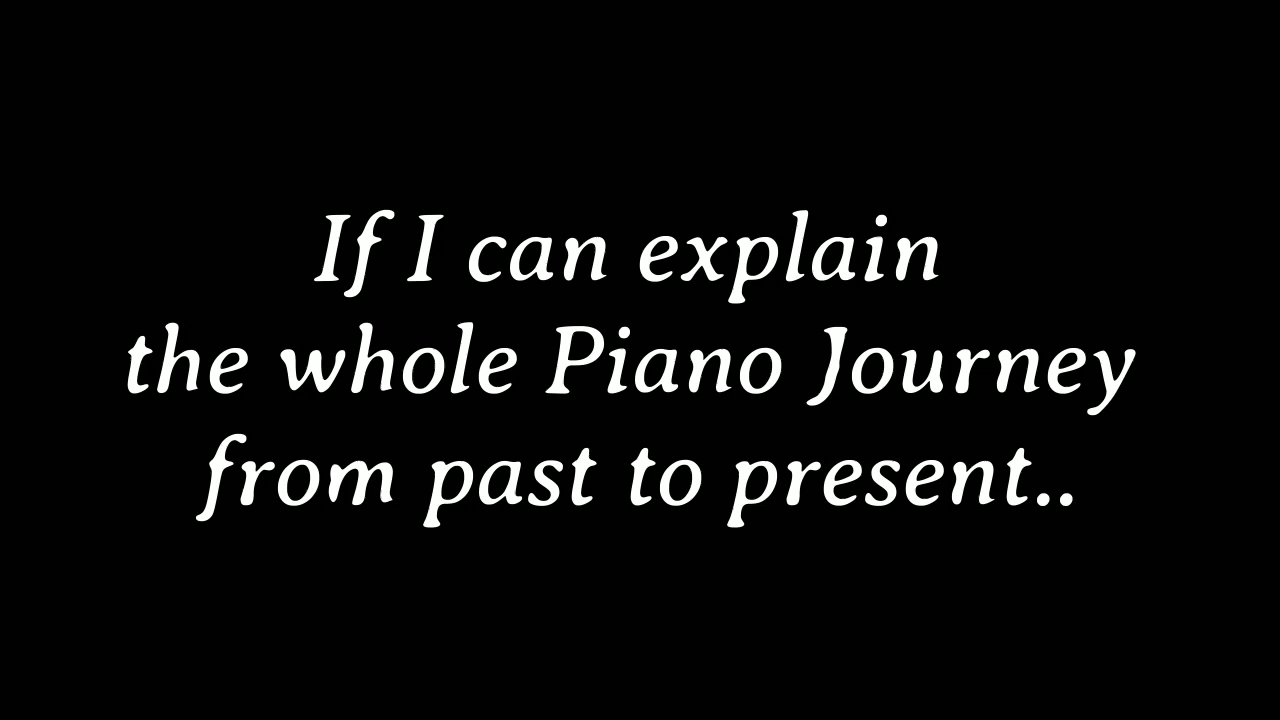 If I can explain
the whole Piano Journey
from past to present..